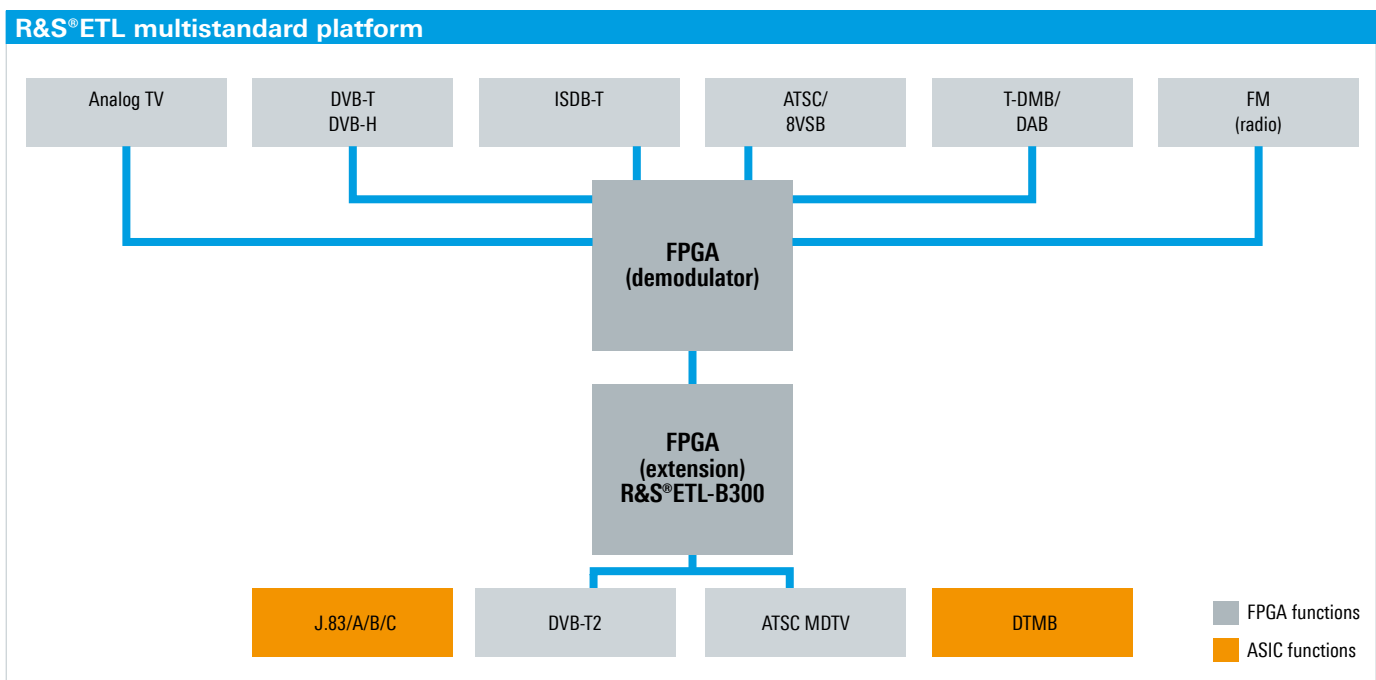 R&S®ETL multistandard platform
Analog TV
DVB-T
DVB-H
ISDB-T
ATSC/
8VSB
T-DMB/
DAB
FM
(radio)
FPGA
(demodulator)
FPGA
(extension)
R&S®ETL-B300
J.83/A/B/C
DVB-T2
ATSC MDTV
DTMB
FPGA functions
ASIC functions